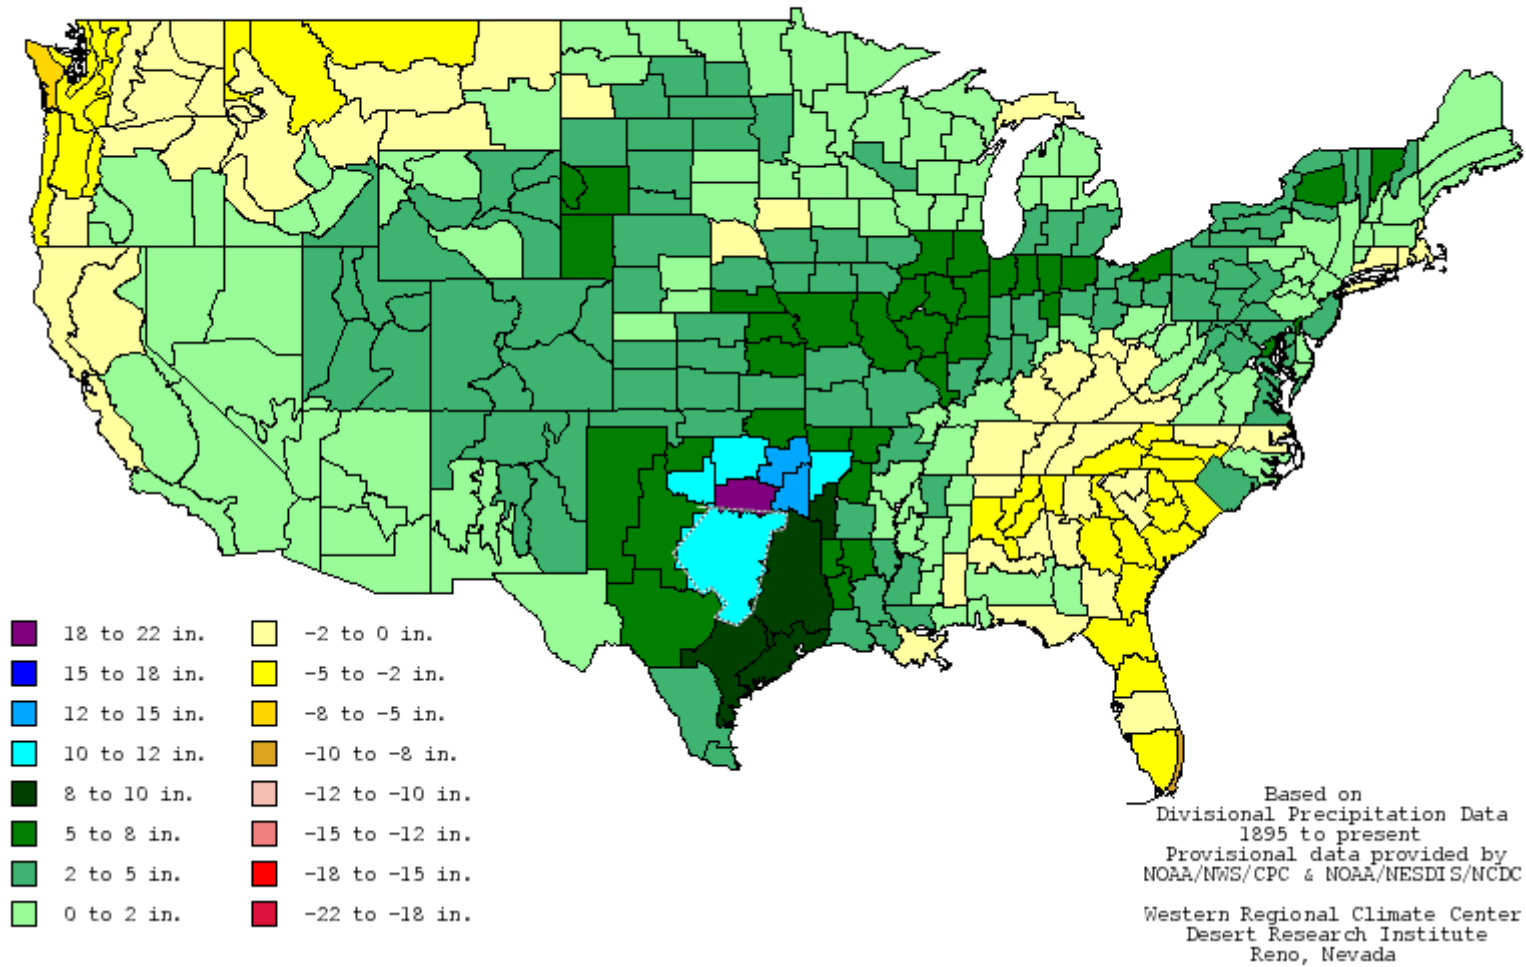 18 to 22 in.
15 to 18 in.
12 to 15 in.
10 to 12 in.
8 to 10 in.
5 to 8 in.
2 to 5 in.
0 to 2 in.
-2 to 0 in.
-5 to -2 in.
-8 to -5 in.
-10 to -8 in.
-12 to -10 in.
-15 to -12 in.
-18 to -15 in.
-22 to -18 in.
Based on
Divisional Precipitation Data
1895 to present
Provisional data provided by
NOAA/NWS/CPC & NOAA/NESDIS/NCDC
Western Regional Climate Center
Desert Research Institute
Reno, Nevada